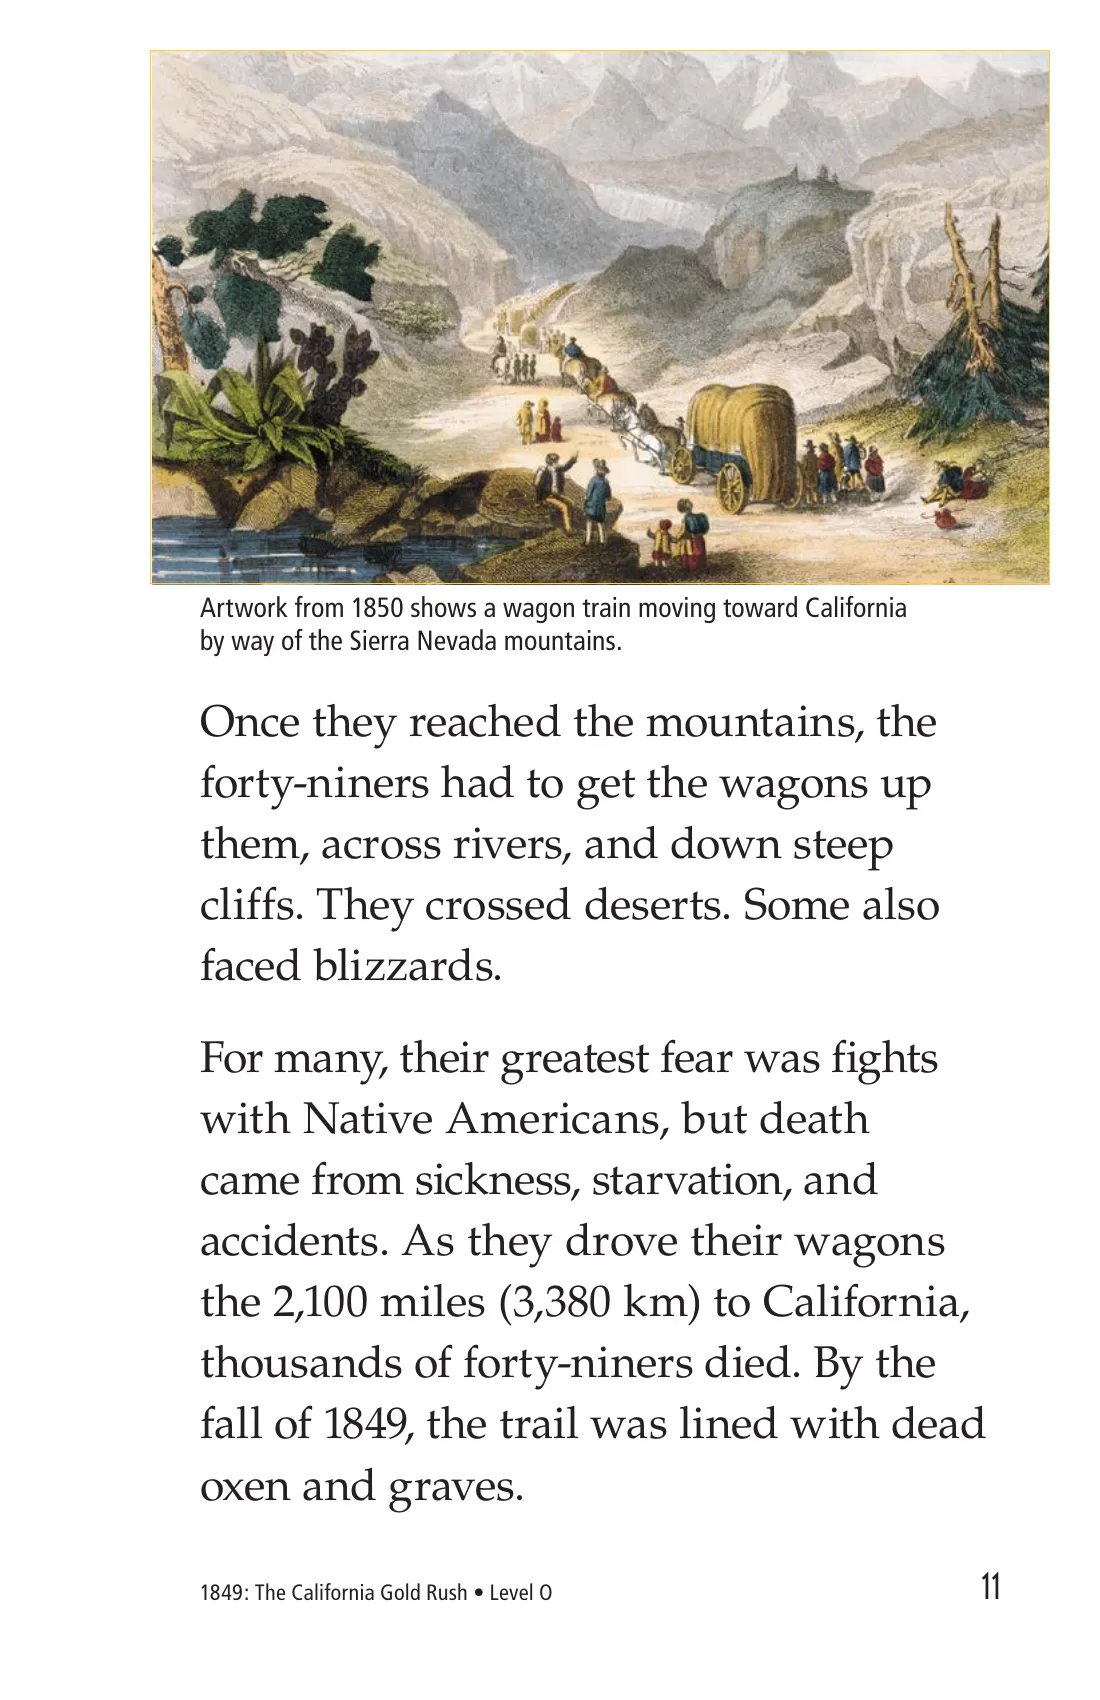 Artwork from 1850 shows a wagon train moving toward California
by way of the Sierra Nevada mountains.
Once they reached the mountains, the
forty-niners had to get the wagons up
them, across rivers, and down steep
cliffs. They crossed deserts. Some also
faced blizzards.
For many, their greatest fear was fights
with Native Americans, but death
came from sickness, starvation, and
accidents. As they drove their wagons
the 2,100 miles (3,380 km) to California,
thousands of forty-niners died. By the
fall of 1849, the trail was lined with dead
oxen and graves.
1849: The California Gold Rush • Level O
11